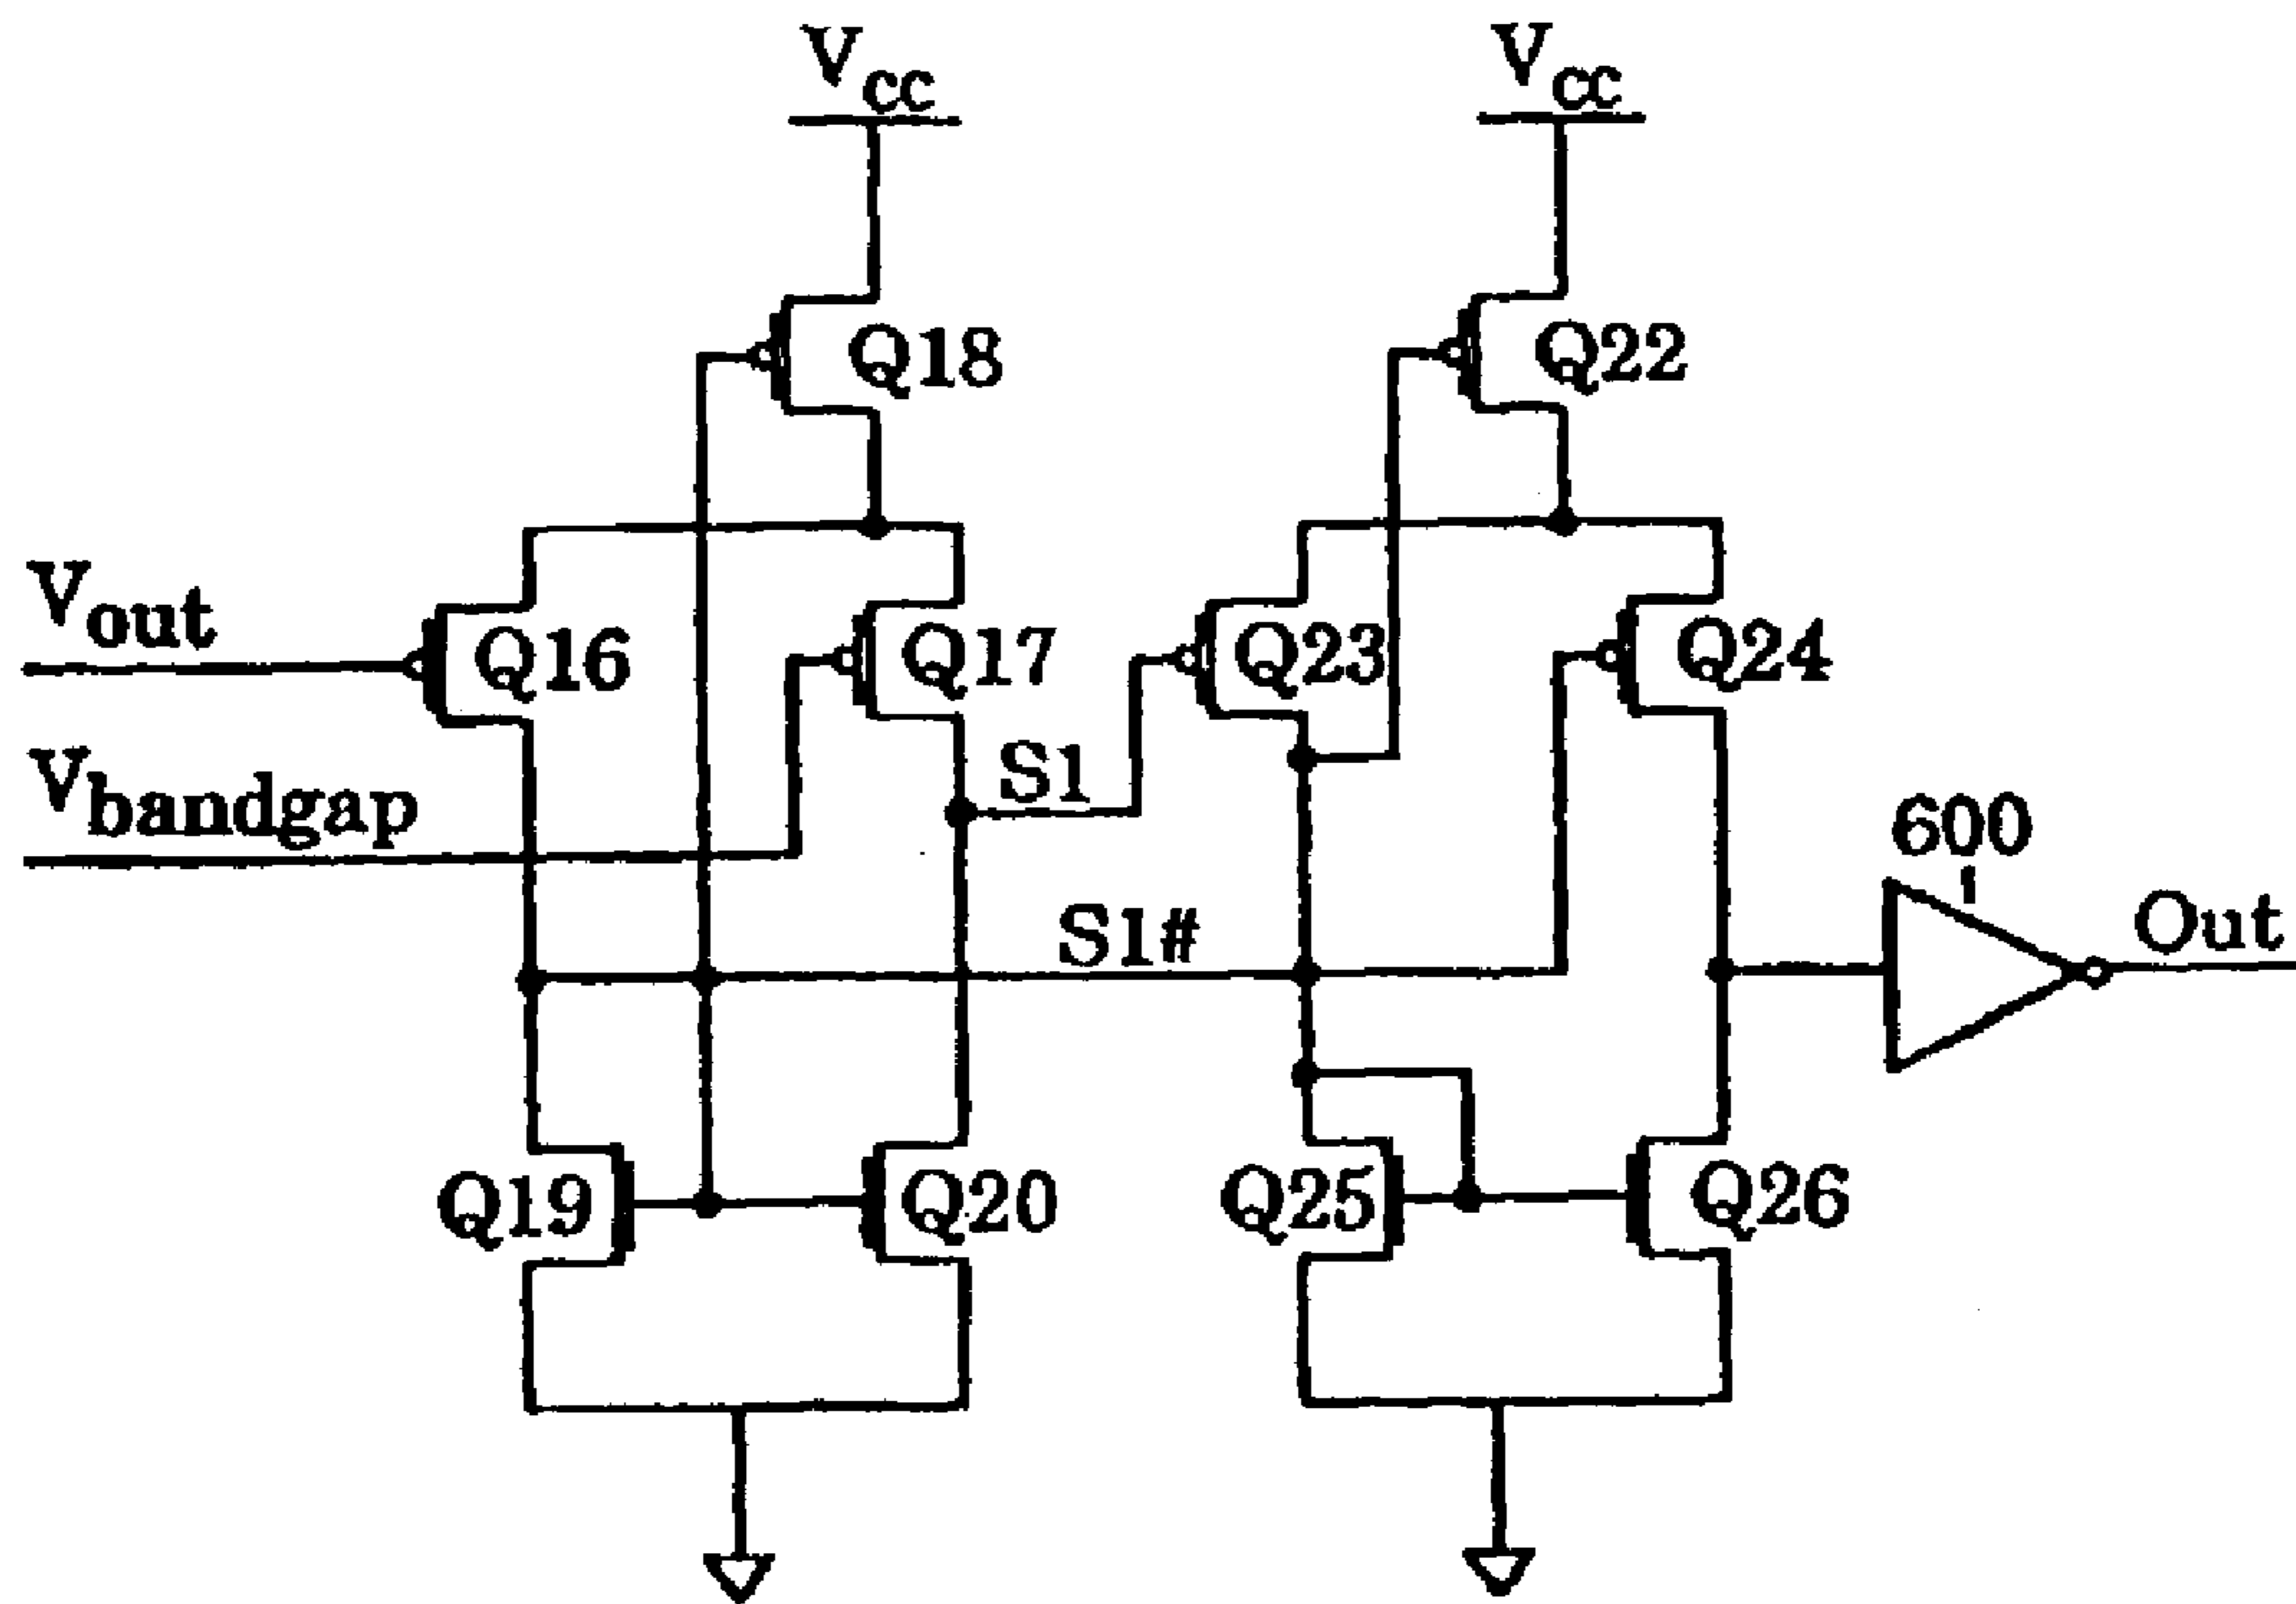 Vcc
Vcc
Q18
Q22
Vout
Q16
Q17
Q23
Q24
Vbandgap
S1
600
S1#
Out
Q19
Q20
Q25
Q26